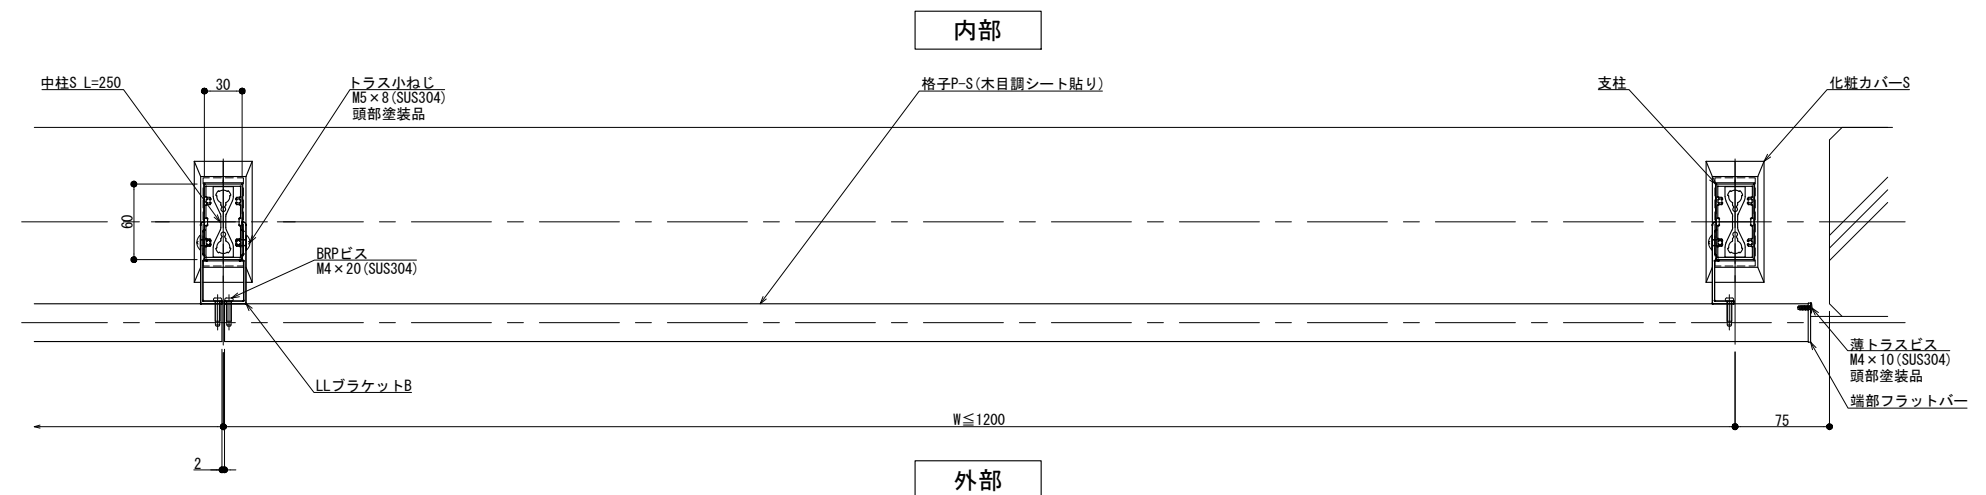 内部
中柱S L=250
30
トラス小ねじ
M5×8(SUS304)
頭部塗装品
格子P-S(木目調シート貼り)
支柱
化粧カバーS
60
BRPビス
M4×20(SUS304)
LLブラケットB
薄トラスビス
M4×10(SUS304)
頭部塗装品
端部フラットバー
W≦1200
75
2
外部